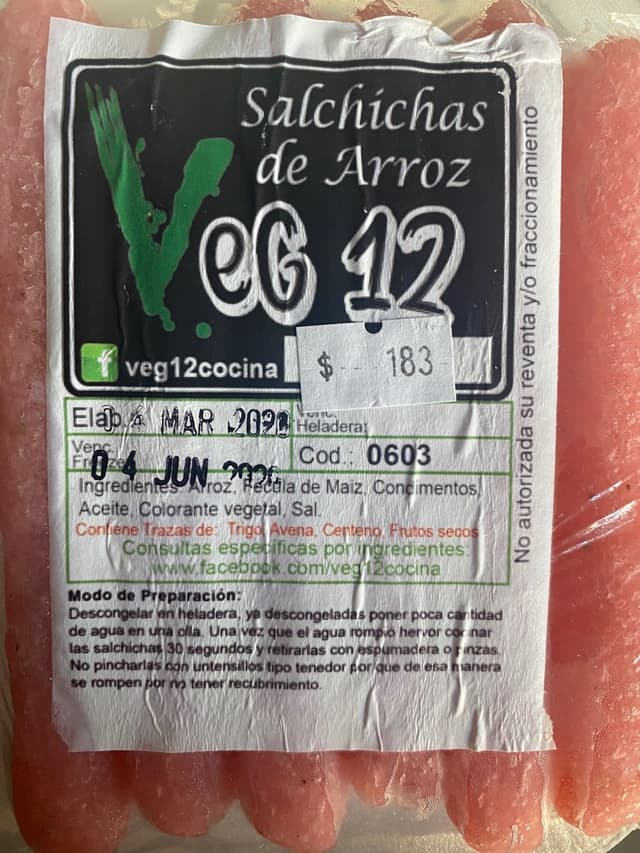 Salchichas
de Arroz
Veg 12
f veg12cocina
$ 183
Elab. 4 MAR
Heladera:
Venc.
04 JUN
Cod.: 0603
Ingredientes: Arroz, Fécula de Maiz, Condimentos,
Aceite, Colorante vegetal, Sal.
Contiene Trazas de: Trigo, Avena, Centeno, Frutos secos
Consultas especificas por ingredientes:
www.facebook.com/veg12cocina
Modo de Preparación:
Descongelar en heladera, ya descongeladas poner poca cantidad
de agua en una olla. Una vez que el agua rompio hervor cocinar
las salchichas 30 segundos y retirarlas con espumadera o pinzas.
No pincharlas con untensillos tipo tenedor por que de esa manera
se rompen por no tener recubrimiento.
No autorizada su reventa y/o fraccionamiento